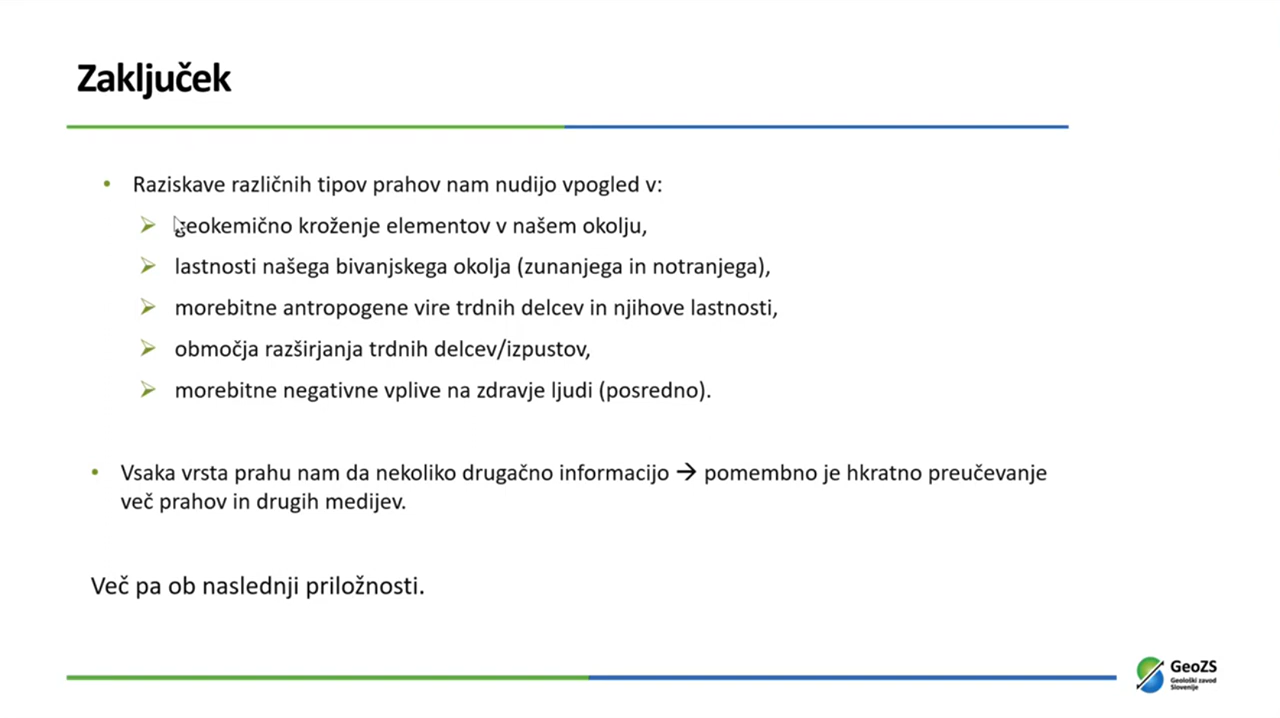 Zaključek
• Raziskave različnih tipov prahov nam nudijo vpogled v:
geokemično kroženje elementov v našem okolju,
lastnosti našega bivanjskega okolja (zunanjega in notranjega),
morebitne antropogene vire trdnih delcev in njihove lastnosti,
območja razširjanja trdnih delcev/izpustov,
morebitne negativne vplive na zdravje ljudi (posredno).
• Vsaka vrsta prahu nam da nekoliko drugačno informacijo → pomembno je hkratno preučevanje
več prahov in drugih medijev.
Več pa ob naslednji priložnosti.
GeoZS
Geološki zavod
Slovenije